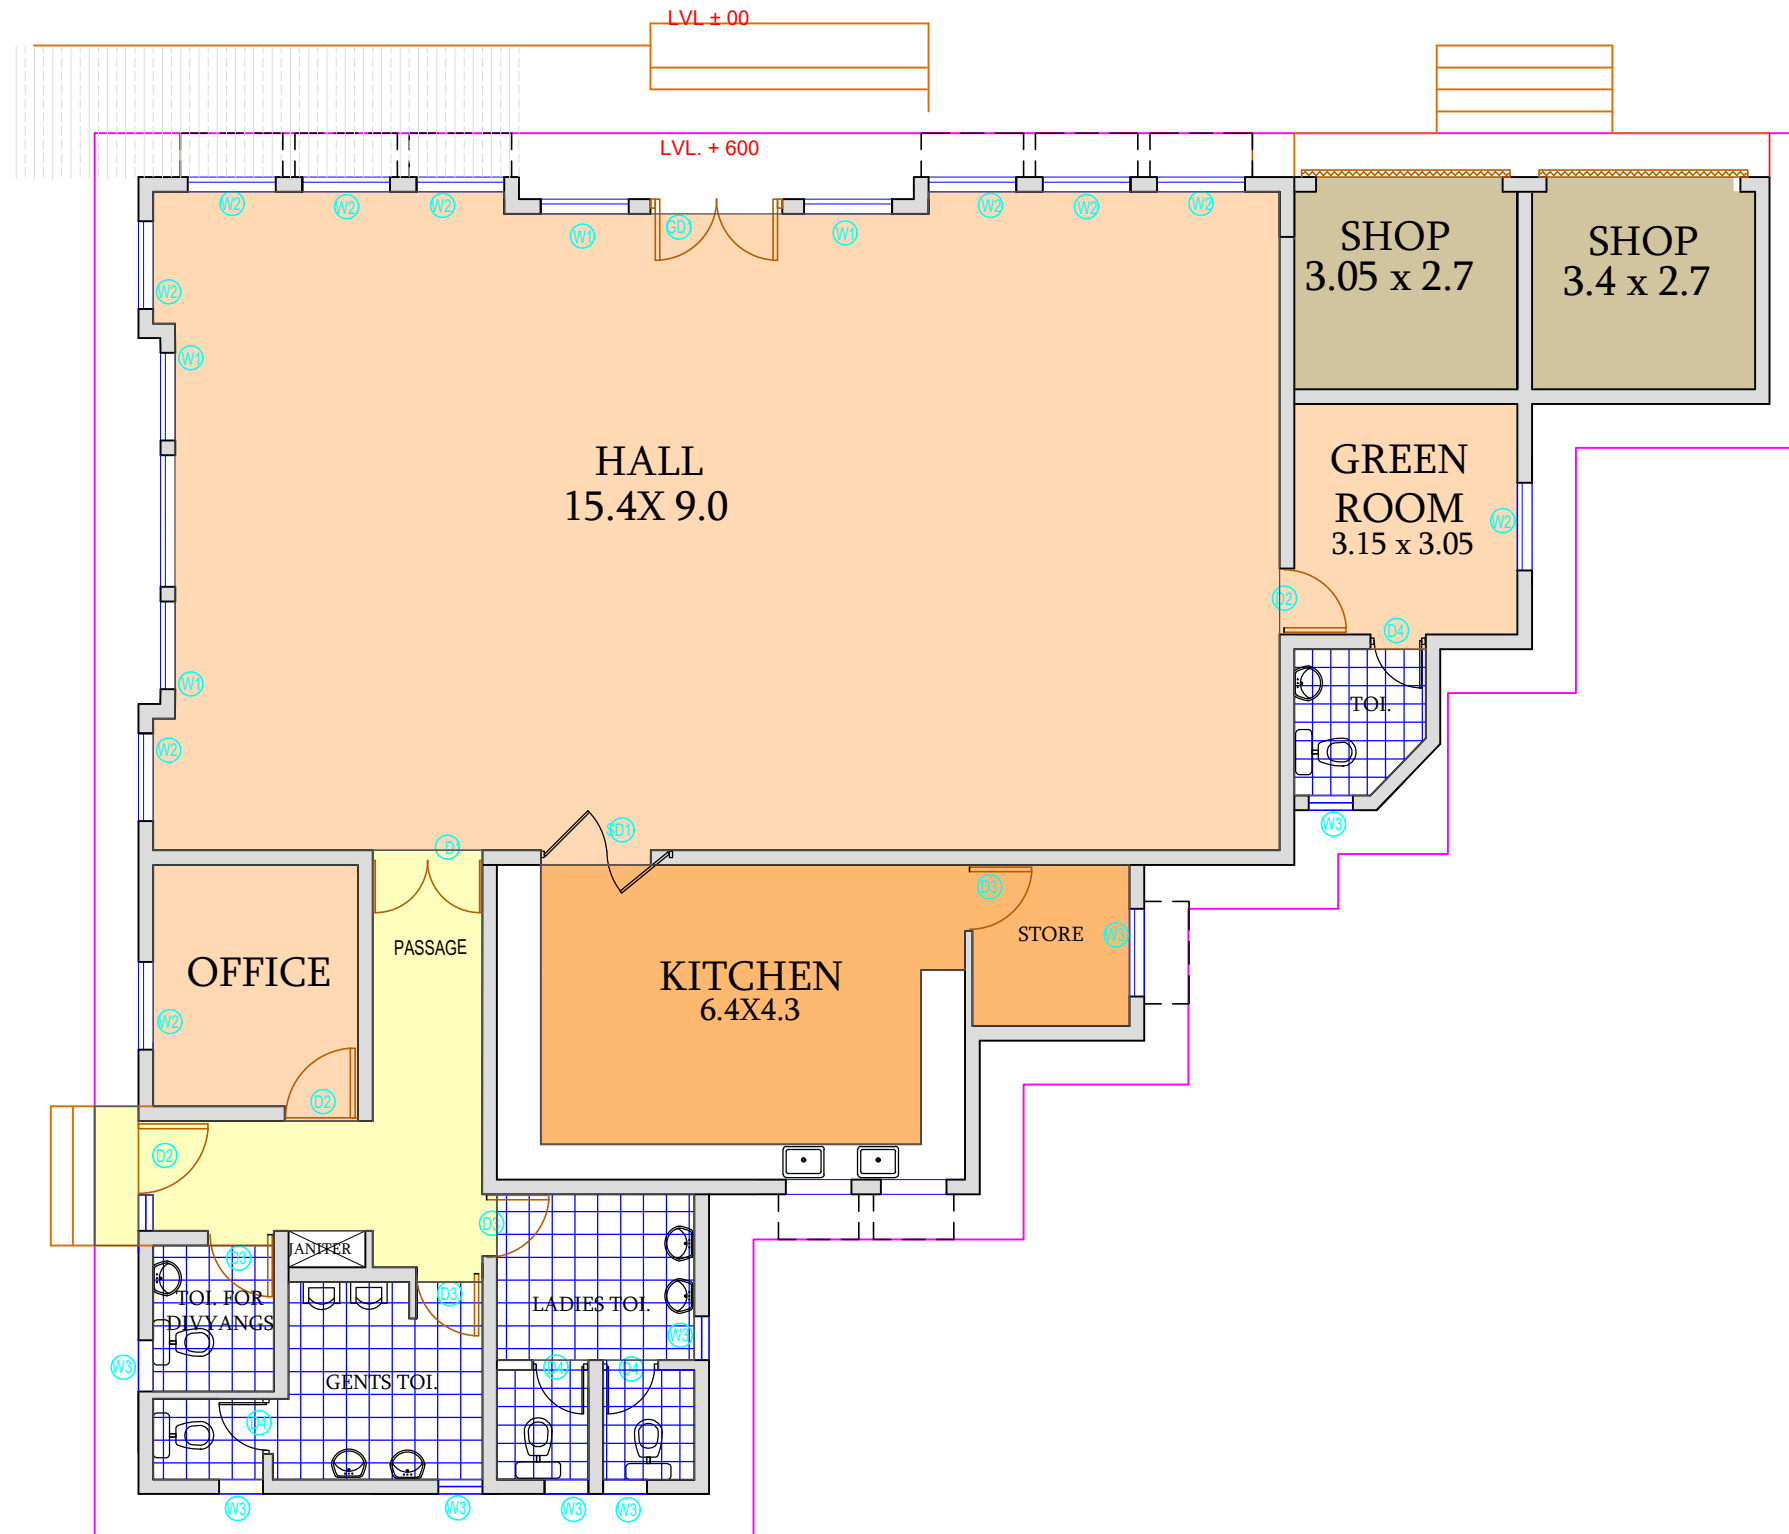 LVL ± 00
LVL. + 600
W2
W2
W2
W1
GD1
W1
W2
W2
W2
SHOP
3.05 x 2.7
SHOP
3.4 x 2.7
W2
W1
HALL
15.4X 9.0
GREEN
ROOM
3.15 x 3.05
W2
D2
D4
W1
TOI.
W2
W3
D1
SD1
OFFICE
PASSAGE
KITCHEN
6.4X4.3
D3
STORE
W3
W2
D2
D2
D3
D3
JANITER
TOI. FOR
DIVYANGS
D3
LADIES TOI.
W3
W3
GENTS TOI.
D4
D4
D4
W3
W3
W3
W3